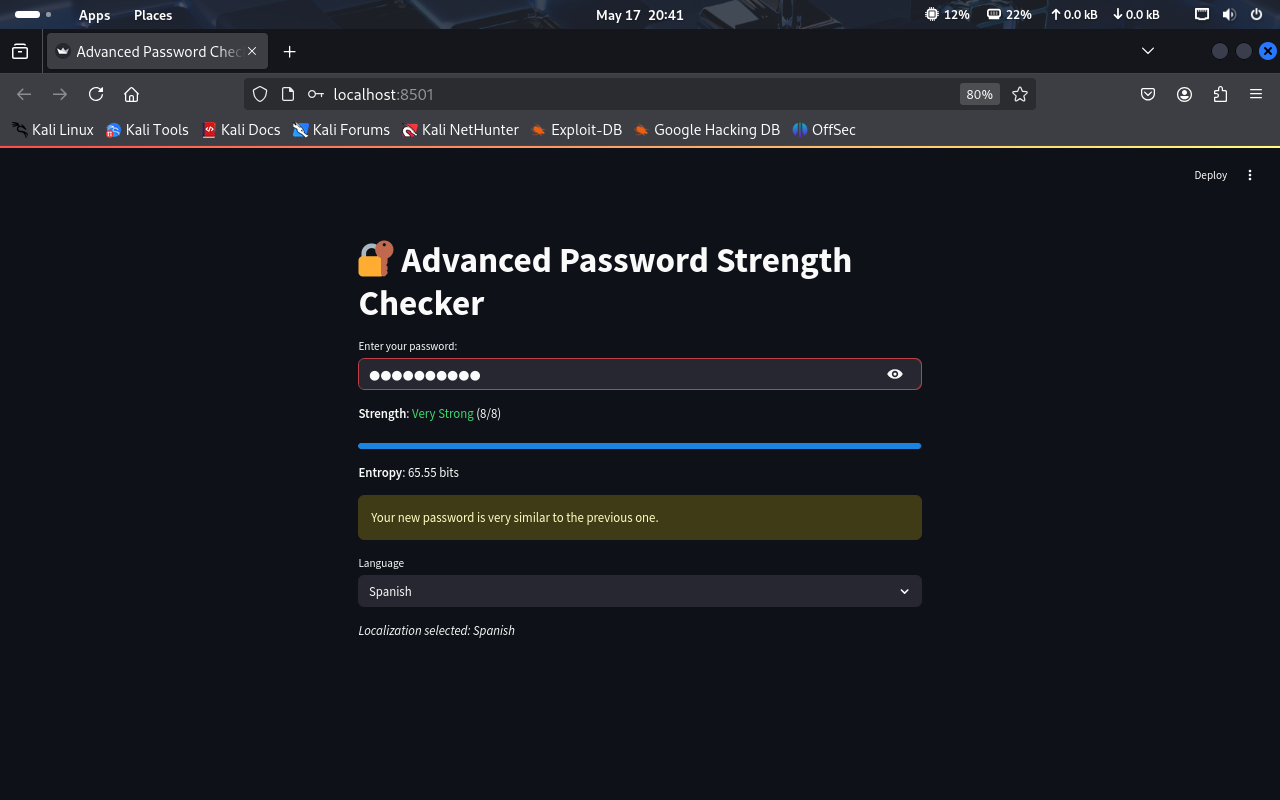 Apps Places May 17 20:41 12% 22% 0.0 kB 0.0 kB
Advanced Password Chec
localhost:8501 80%
Kali Linux Kali Tools Kali Docs Kali Forums Kali NetHunter Exploit-DB Google Hacking DB OffSec
Deploy
Advanced Password Strength
Checker
Enter your password:
●●●●●●●●●●
Strength: Very Strong (8/8)
Entropy: 65.55 bits
Your new password is very similar to the previous one.
Language
Spanish
Localization selected: Spanish